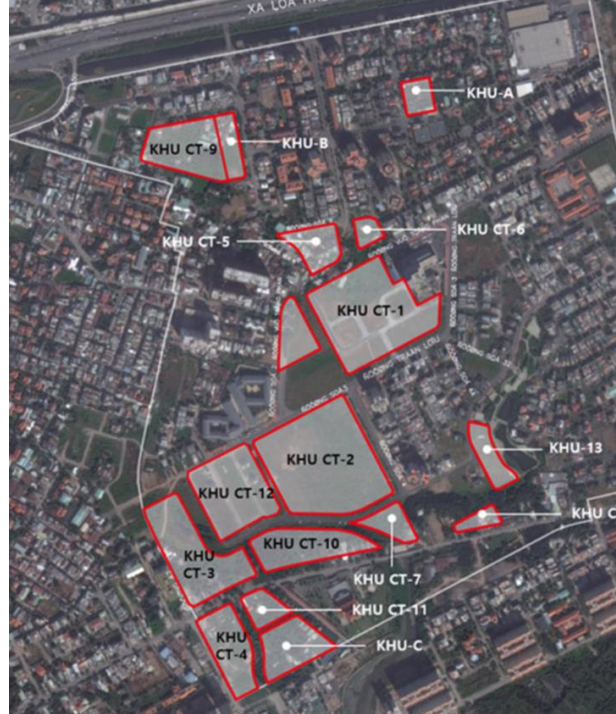 XA LOA HA
KHU-A
KHU CT-9
KHU-B
KHU CT-5
KHU CT-6
KHU CT-1
KHU CT-2
KHU-13
KHU CT-12
KHU C
KHU CT-10
KHU
CT-3
KHU CT-7
KHU CT-11
KHU
CT-4
KHU-C